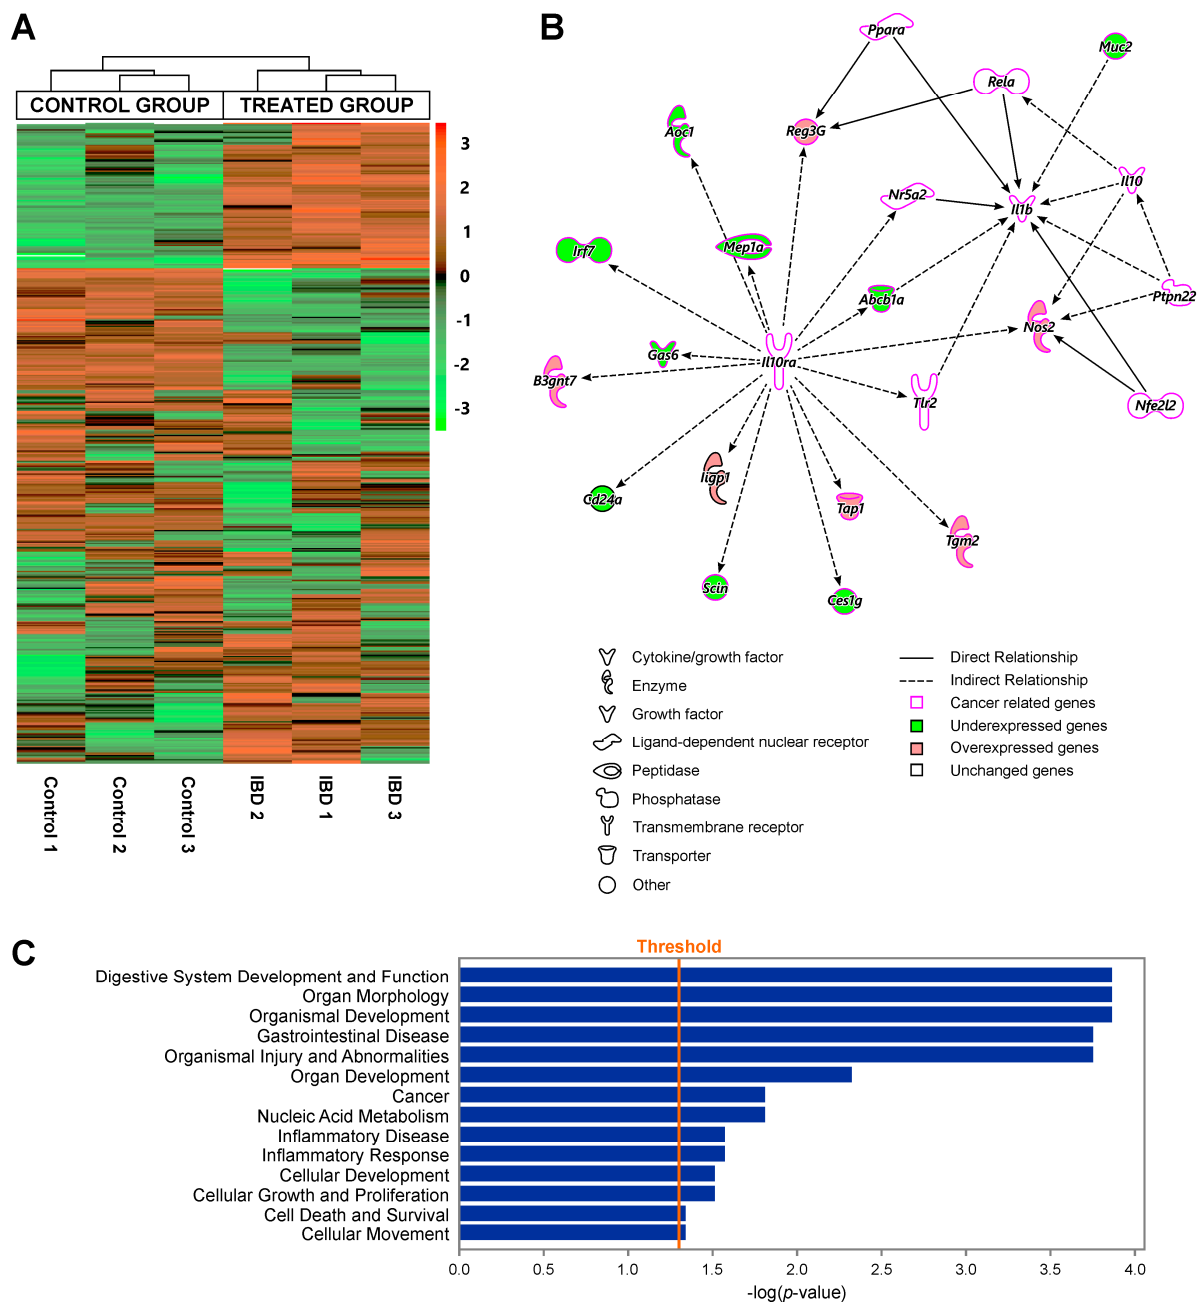 A
CONTROL GROUP
TREATED GROUP
3
2
1
0
-1
-2
-3
Control 1
Control 2
Control 3
IBD 2
IBD 1
IBD 3
B
Ppara
Muc2
Rela
Aoc1
Reg3G
Il10
Nr5a2
Il1b
Irf7
Mep1a
Abcb1a
Ptpn22
Nos2
Gas6
Il10ra
B3gnt7
Tlr2
Nfe2l2
Iigp1
Cd24a
Tap1
Tgm2
Scin
Ces1g
Cytokine/growth factor
Enzyme
Growth factor
Ligand-dependent nuclear receptor
Peptidase
Phosphatase
Transmembrane receptor
Transporter
Other
Direct Relationship
Indirect Relationship
Cancer related genes
Underexpressed genes
Overexpressed genes
Unchanged genes
C
Threshold
Digestive System Development and Function
Organ Morphology
Organismal Development
Gastrointestinal Disease
Organismal Injury and Abnormalities
Organ Development
Cancer
Nucleic Acid Metabolism
Inflammatory Disease
Inflammatory Response
Cellular Development
Cellular Growth and Proliferation
Cell Death and Survival
Cellular Movement
0.0 0.5 1.0 1.5 2.0 2.5 3.0 3.5 4.0
-log(p-value)